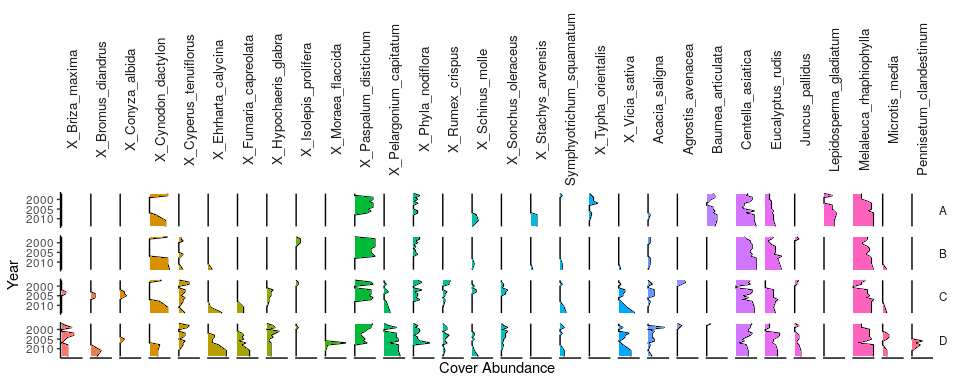 X_Briza_maxima
X_Bromus_diandrus
X_Conyza_albida
X_Cynodon_dactylon
X_Cyperus_tenuiflorus
X_Ehrharta_calycina
X_Fumaria_capreolata
X_Hypochaeris_glabra
X_Isolepis_prolifera
X_Moraea_flaccida
X_Paspalum_distichum
X_Pelargonium_capitatum
X_Phyla_nodiflora
X_Rumex_crispus
X_Schinus_molle
X_Sonchus_oleraceus
X_Stachys_arvensis
Symphyotrichum_squamatum
X_Typha_orientalis
X_Vicia_sativa
Acacia_saligna
Agrostis_avenacea
Baumea_articulata
Centella_asiatica
Eucalyptus_rudis
Juncus_pallidus
Lepidosperma_gladiatum
Melaleuca_rhaphiophylla
Microtis_media
Pennisetum_clandestinum
Year
2000
2005
2010
A
2000
2005
2010
B
2000
2005
2010
C
2000
2005
2010
D
Cover Abundance